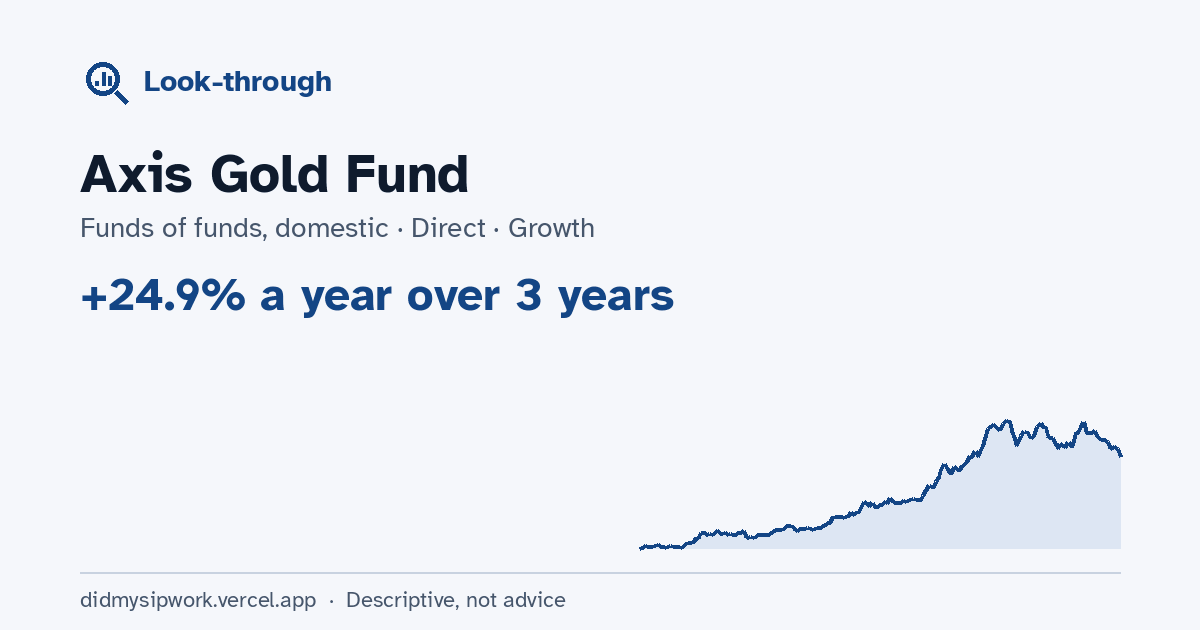 Look-through
Axis Gold Fund
Funds of funds, domestic · Direct · Growth
+24.9% a year over 3 years
didmysipwork.vercel.app · Descriptive, not advice